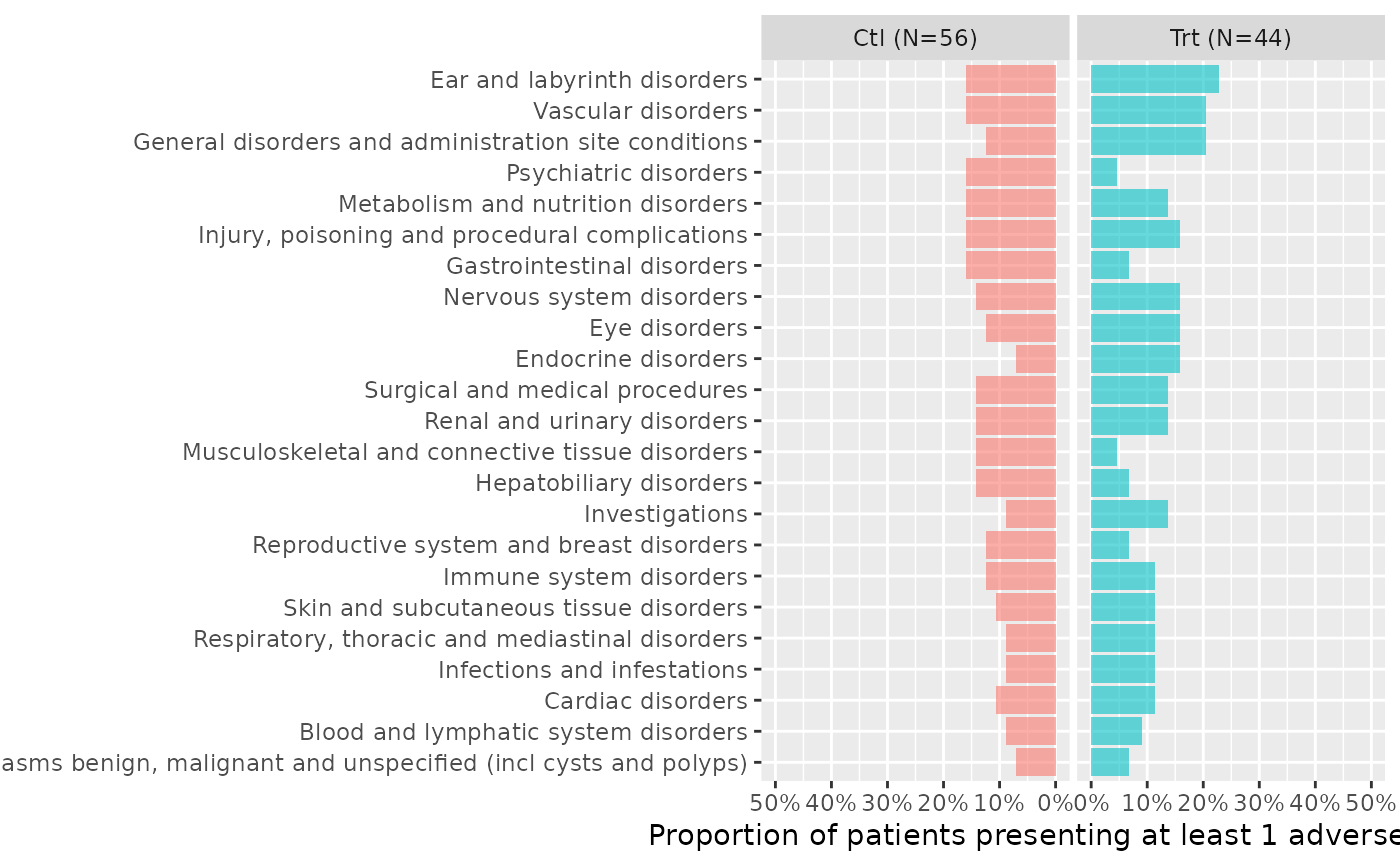 Ctl (N=56) Trt (N=44)
Ear and labyrinth disorders
Vascular disorders
General disorders and administration site conditions
Psychiatric disorders
Metabolism and nutrition disorders
Injury, poisoning and procedural complications
Gastrointestinal disorders
Nervous system disorders
Eye disorders
Endocrine disorders
Surgical and medical procedures
Renal and urinary disorders
Musculoskeletal and connective tissue disorders
Hepatobiliary disorders
Investigations
Reproductive system and breast disorders
Immune system disorders
Skin and subcutaneous tissue disorders
Respiratory, thoracic and mediastinal disorders
Infections and infestations
Cardiac disorders
Blood and lymphatic system disorders
asms benign, malignant and unspecified (incl cysts and polyps)
50% 40% 30% 20% 10% 0% 0% 10% 20% 30% 40% 50%
Proportion of patients presenting at least 1 adverse